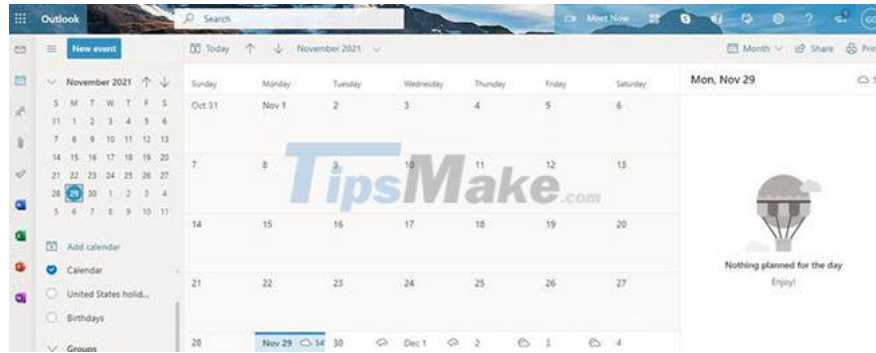 Outlook
Search
Meet Now
New event
Today
November 2021
Month
Share
Prin
November 2021
S M T W T F S
31 1 2 3 4 5 6
7 8 9 10 11 12 13
14 15 16 17 18 19 20
21 22 23 24 25 26 27
28 29 30 1 2 3 4
5 6 7 8 9 10 11
Add calendar
Calendar
United States holid...
Birthdays
Groups
Sunday Monday Tuesday Wednesday Thursday Friday Saturday
Oct 31 Nov 1 2 3 4 5 6
7 8 9 10 11 12 13
TipsMake.com
14 15 16 17 18 19 20
21 22 23 24 25 26 27
28 Nov 29 54° 30 Dec 1 2 3 4
Mon, Nov 29
Nothing planned for the day
Enjoy!